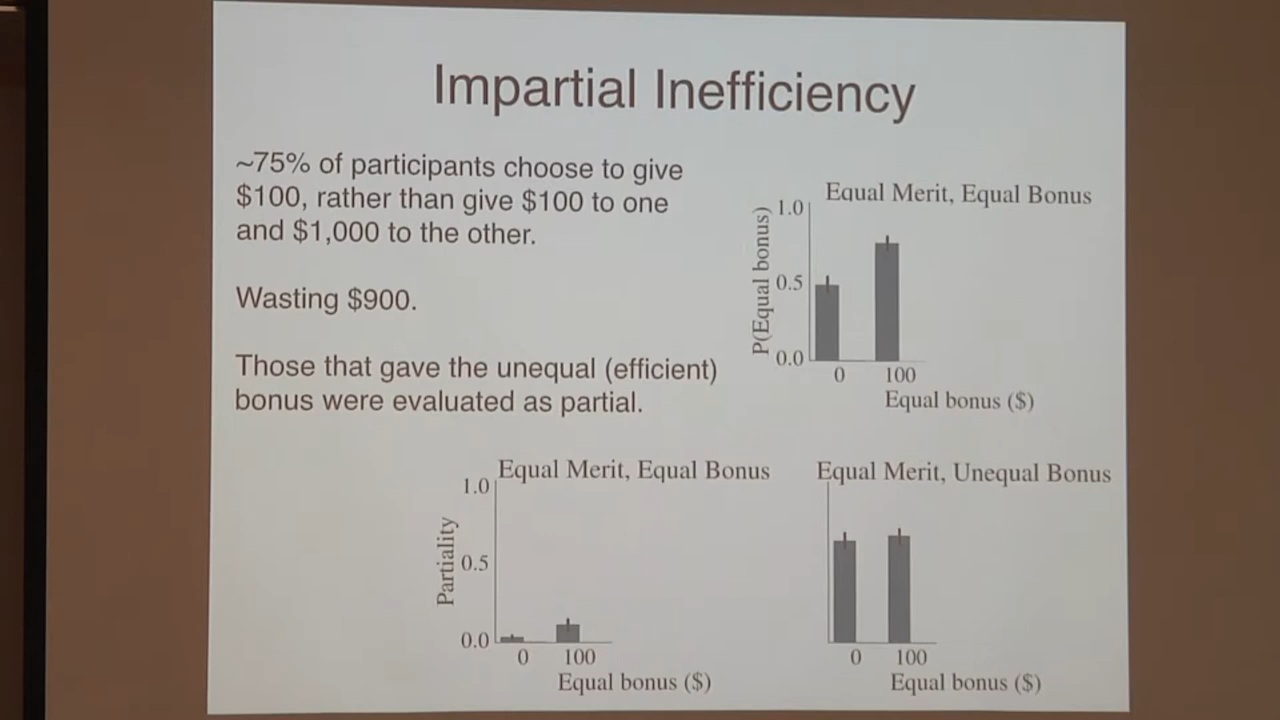 Impartial Inefficiency
~75% of participants choose to give
$100, rather than give $100 to one
and $1,000 to the other.
Wasting $900.
Those that gave the unequal (efficient)
bonus were evaluated as partial.
Equal Merit, Equal Bonus
P(Equal bonus)
1.0
0.5
0.0
0 100
Equal bonus ($)
Equal Merit, Equal Bonus
Partiality
1.0
0.5
0.0
0 100
Equal bonus ($)
Equal Merit, Unequal Bonus
0 100
Equal bonus ($)